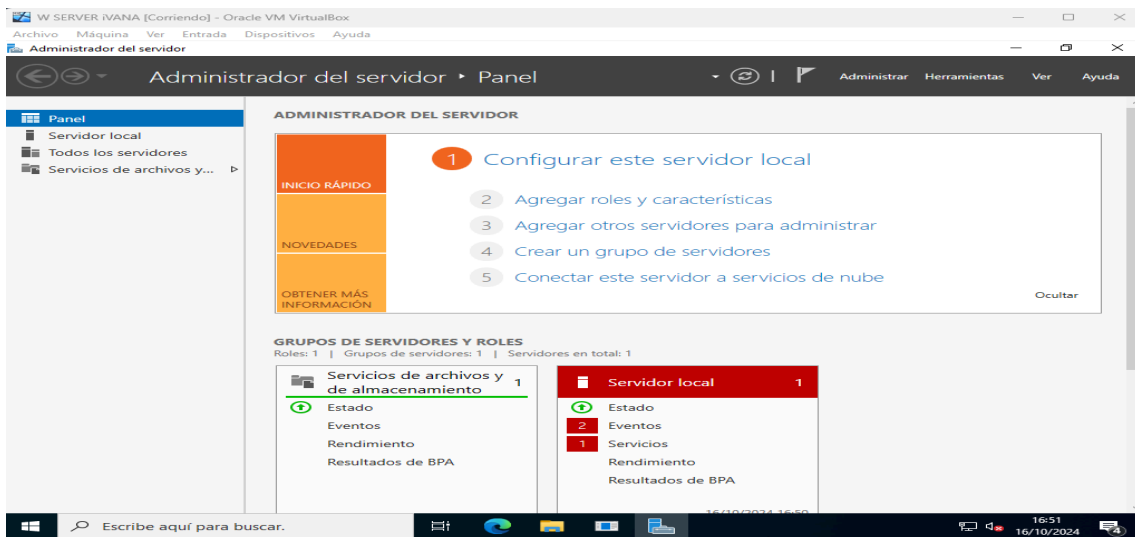 W SERVER iVANA [Corriendo] - Oracle VM VirtualBox
Archivo Máquina Ver Entrada Dispositivos Ayuda
Administrador del servidor
Administrador del servidor ‣ Panel
Administrar Herramientas Ver Ayuda
Panel
Servidor local
Todos los servidores
Servicios de archivos y...
ADMINISTRADOR DEL SERVIDOR
INICIO RÁPIDO
NOVEDADES
OBTENER MÁS
INFORMACIÓN
1 Configurar este servidor local
2 Agregar roles y características
3 Agregar otros servidores para administrar
4 Crear un grupo de servidores
5 Conectar este servidor a servicios de nube
Ocultar
GRUPOS DE SERVIDORES Y ROLES
Roles: 1 | Grupos de servidores: 1 | Servidores en total: 1
Servicios de archivos y
de almacenamiento
1
Estado
Eventos
Rendimiento
Resultados de BPA
Servidor local 1
Estado
2 Eventos
1 Servicios
Rendimiento
Resultados de BPA
16/10/2024 16:50
Escribe aquí para buscar.
16:51
16/10/2024
4